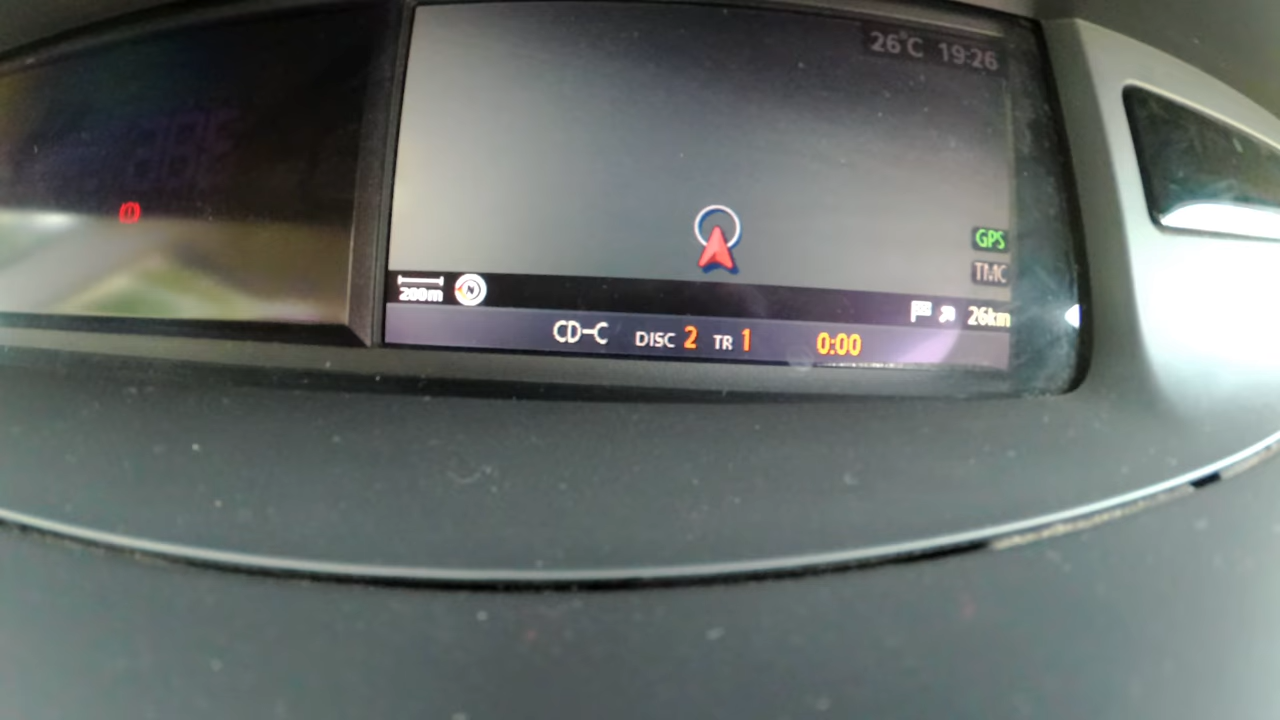 26°C 19:26
GPS
TMC
200m N
26km
CD-C DISC 2 TR 1 0:00